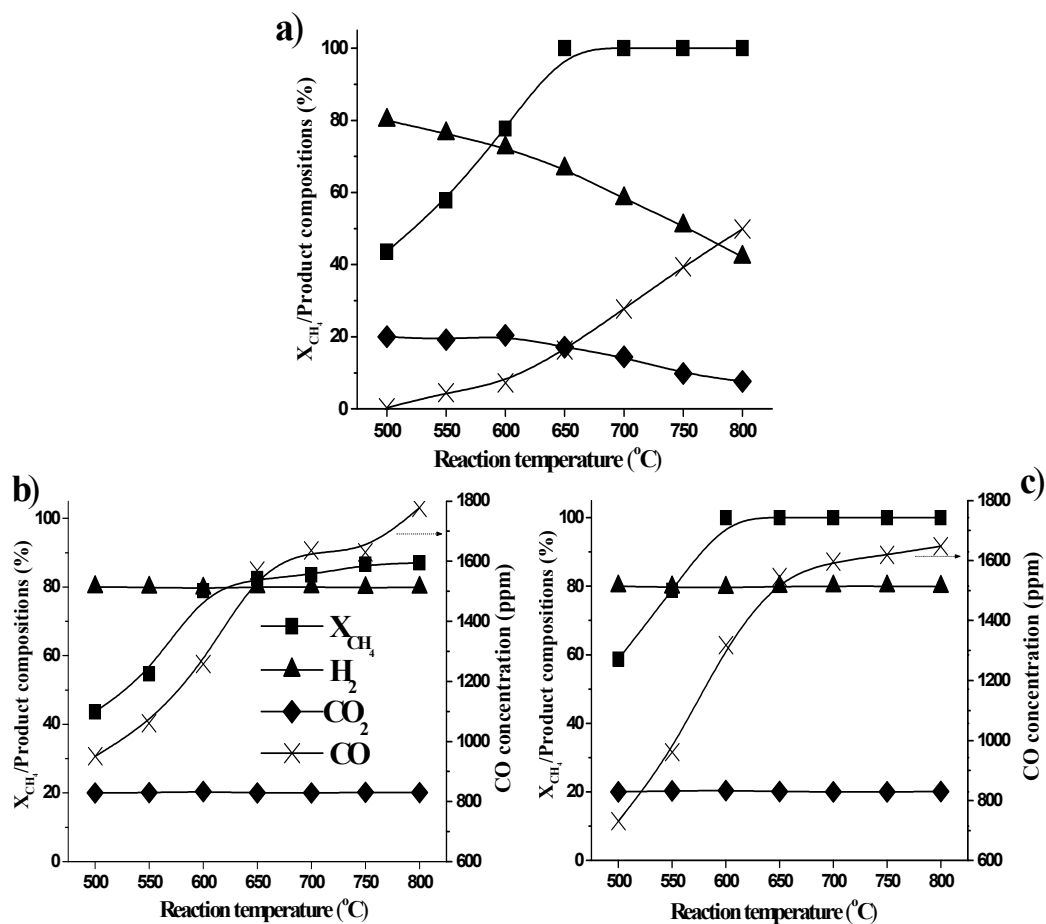 a)
X_CH4/Product compositions (%)
100
80
60
40
20
0
500 550 600 650 700 750 800
Reaction temperature (°C)
b)
X_CH4/Product compositions (%)
100
80
60
40
20
0
X_CH4
H2
CO2
CO
1800
1600
1400
1200
1000
800
600
CO concentration (ppm)
500 550 600 650 700 750 800
Reaction temperature (°C)
c)
X_CH4/Product compositions (%)
100
80
60
40
20
0
1800
1600
1400
1200
1000
800
600
CO concentration (ppm)
500 550 600 650 700 750 800
Reaction temperature (°C)